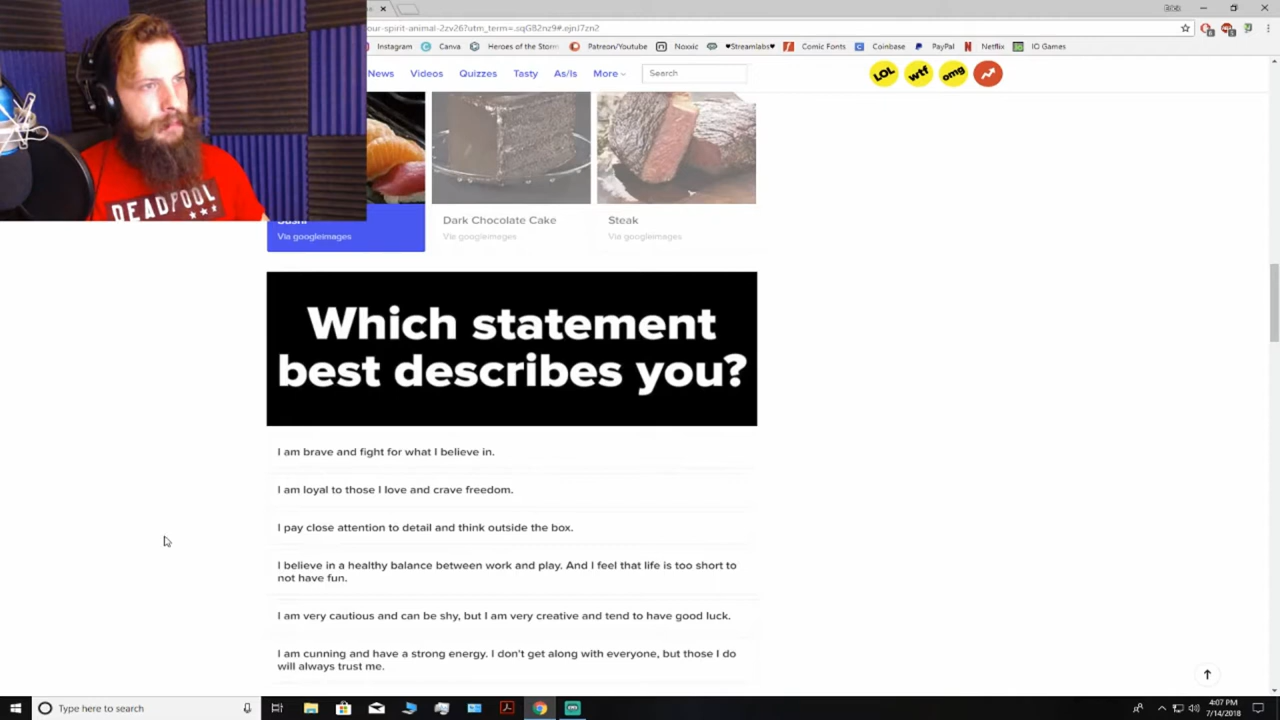 our-spirit-animal-2zv26?utm_term=.sqGB2nz9#.ejnJ7zn2
Instagram Canva Heroes of the Storm Patreon/Youtube Noxxic ♥Streamlabs♥ Comic Fonts Coinbase PayPal Netflix IO Games
News Videos Quizzes Tasty As/Is More Search LOL wtf omg
DEADPOOL
Sushi Dark Chocolate Cake Steak
Via googleimages Via googleimages Via googleimages
Which statement
best describes you?
I am brave and fight for what I believe in.
I am loyal to those I love and crave freedom.
I pay close attention to detail and think outside the box.
I believe in a healthy balance between work and play. And I feel that life is too short to
not have fun.
I am very cautious and can be shy, but I am very creative and tend to have good luck.
I am cunning and have a strong energy. I don't get along with everyone, but those I do
will always trust me.
Type here to search
4:07 PM
7/14/2018